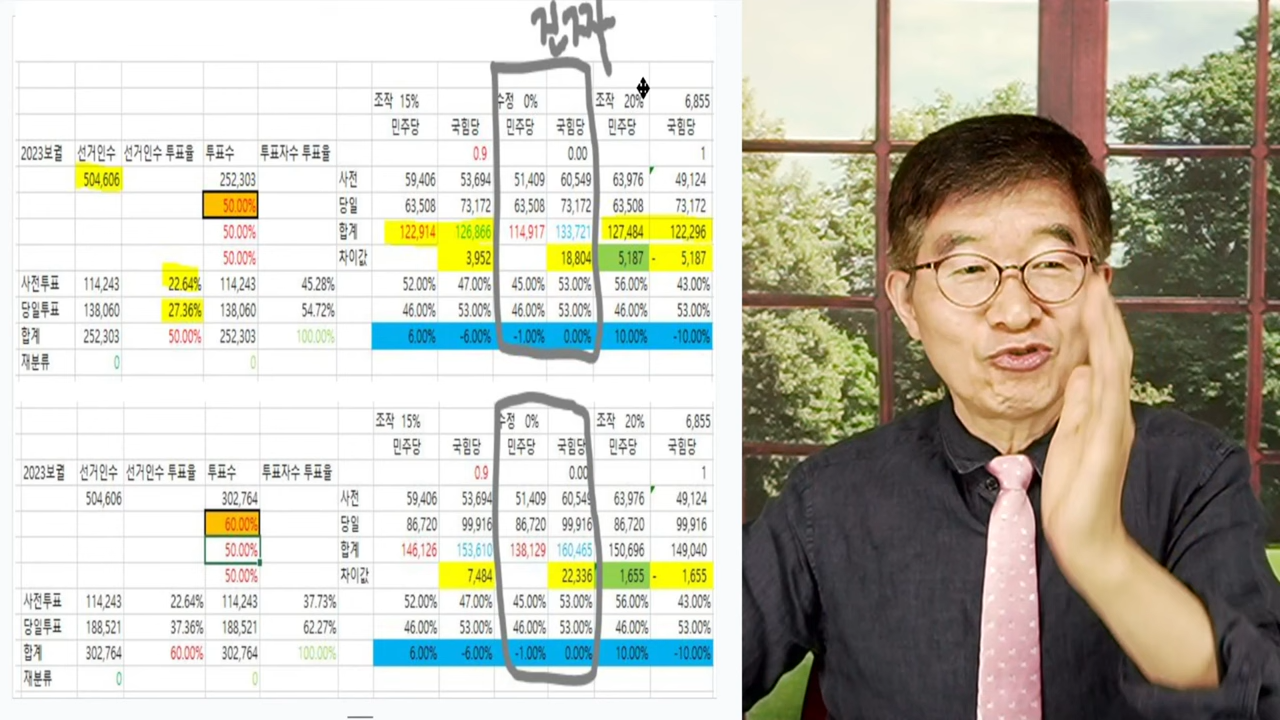 진짜
조작 15% 수정 0% 조작 20% 6,855
민주당 국힘당 민주당 국힘당 민주당 국힘당
2023보궐 선거인수 선거인수 투표율 투표수 투표자수 투표율 0.9 0.00 1
504,606 252,303 사전 59,406 53,694 51,409 60,549 63,976 49,124
50.00% 당일 63,508 73,172 63,508 73,172 63,508 73,172
50.00% 합계 122,914 126,866 114,917 133,721 127,484 122,296
50.00% 차이값 3,952 18,804 5,187 - 5,187
사전투표 114,243 22.64% 114,243 45.28% 52.00% 47.00% 45.00% 53.00% 56.00% 43.00%
당일투표 138,060 27.36% 138,060 54.72% 46.00% 53.00% 46.00% 53.00% 46.00% 53.00%
합계 252,303 50.00% 252,303 100.00% 6.00% -6.00% -1.00% 0.00% 10.00% -10.00%
재분류 0 0
조작 15% 수정 0% 조작 20% 6,855
민주당 국힘당 민주당 국힘당 민주당 국힘당
2023보궐 선거인수 선거인수 투표율 투표수 투표자수 투표율 0.9 0.00 1
504,606 302,764 사전 59,406 53,694 51,409 60,549 63,976 49,124
60.00% 당일 86,720 99,916 86,720 99,916 86,720 99,916
50.00% 합계 146,126 153,610 138,129 160,465 150,696 149,040
50.00% 차이값 7,484 22,336 1,655 - 1,655
사전투표 114,243 22.64% 114,243 37.73% 52.00% 47.00% 45.00% 53.00% 56.00% 43.00%
당일투표 188,521 37.36% 188,521 62.27% 46.00% 53.00% 46.00% 53.00% 46.00% 53.00%
합계 302,764 60.00% 302,764 100.00% 6.00% -6.00% -1.00% 0.00% 10.00% -10.00%
재분류 0 0